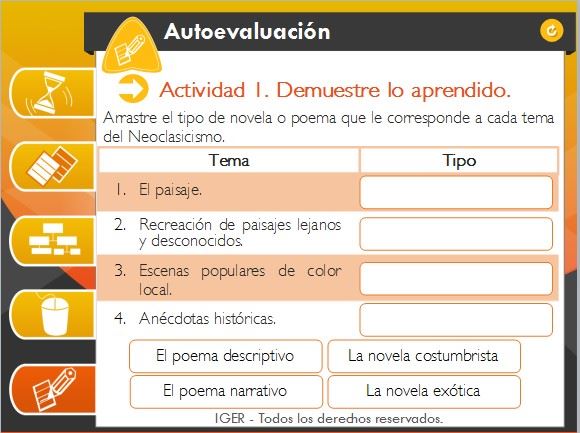 Autoevaluación
Actividad 1. Demuestre lo aprendido.
Arrastre el tipo de novela o poema que le corresponde a cada tema
del Neoclasicismo.
Tema Tipo
1. El paisaje.
2. Recreación de paisajes lejanos
y desconocidos.
3. Escenas populares de color
local.
4. Anécdotas históricas.
El poema descriptivo La novela costumbrista
El poema narrativo La novela exótica
IGER - Todos los derechos reservados.